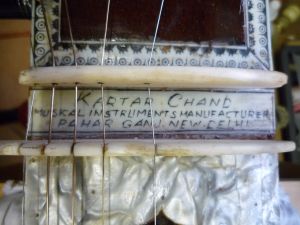 KARTAR CHAND
MUSICAL INSTRUMENTS MANUFACTURER
PAHAR GANJ. NEW DELHI